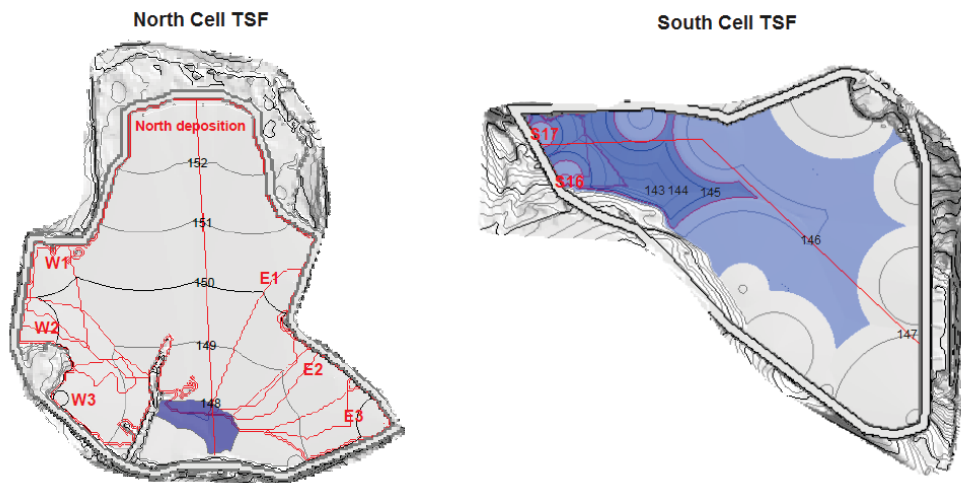 North Cell TSF
South Cell TSF
North deposition
152
151
W1
E1
150
W2
149
E2
W3
148
E3
S17
S16
143 144 145
146
147